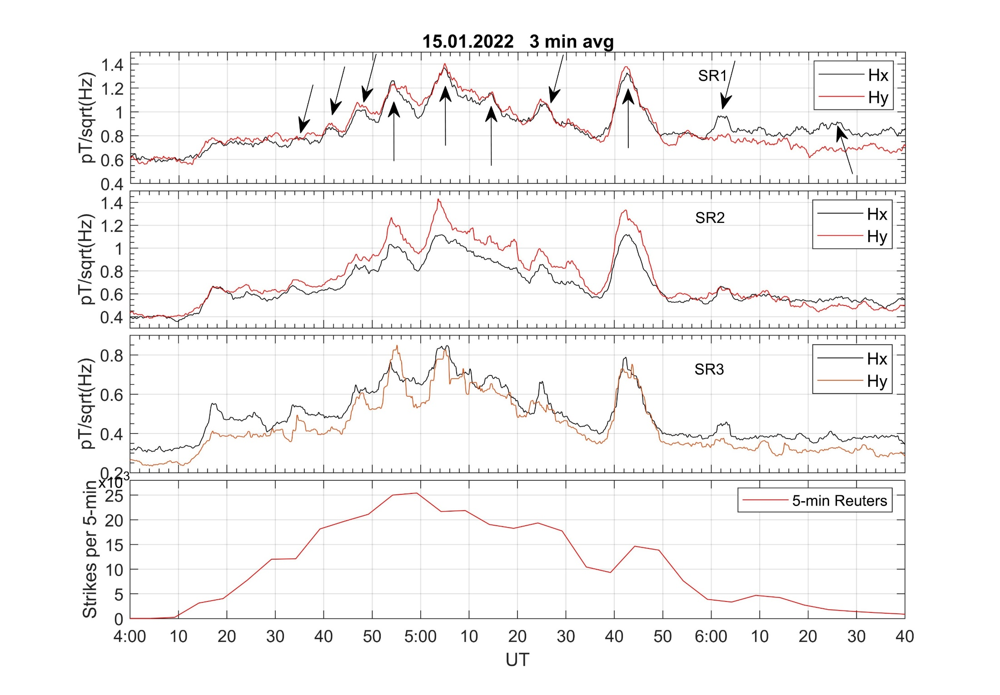 15.01.2022 3 min avg
pT/sqrt(Hz)
1.4
1.2
1
0.8
0.6
0.4
SR1
Hx
Hy
pT/sqrt(Hz)
1.4
1.2
1
0.8
0.6
0.4
SR2
Hx
Hy
pT/sqrt(Hz)
0.8
0.6
0.4
0.2
SR3
Hx
Hy
x10^3
Strikes per 5-min
25
20
15
10
5
0
5-min Reuters
4:00 10 20 30 40 50 5:00 10 20 30 40 50 6:00 10 20 30 40
UT